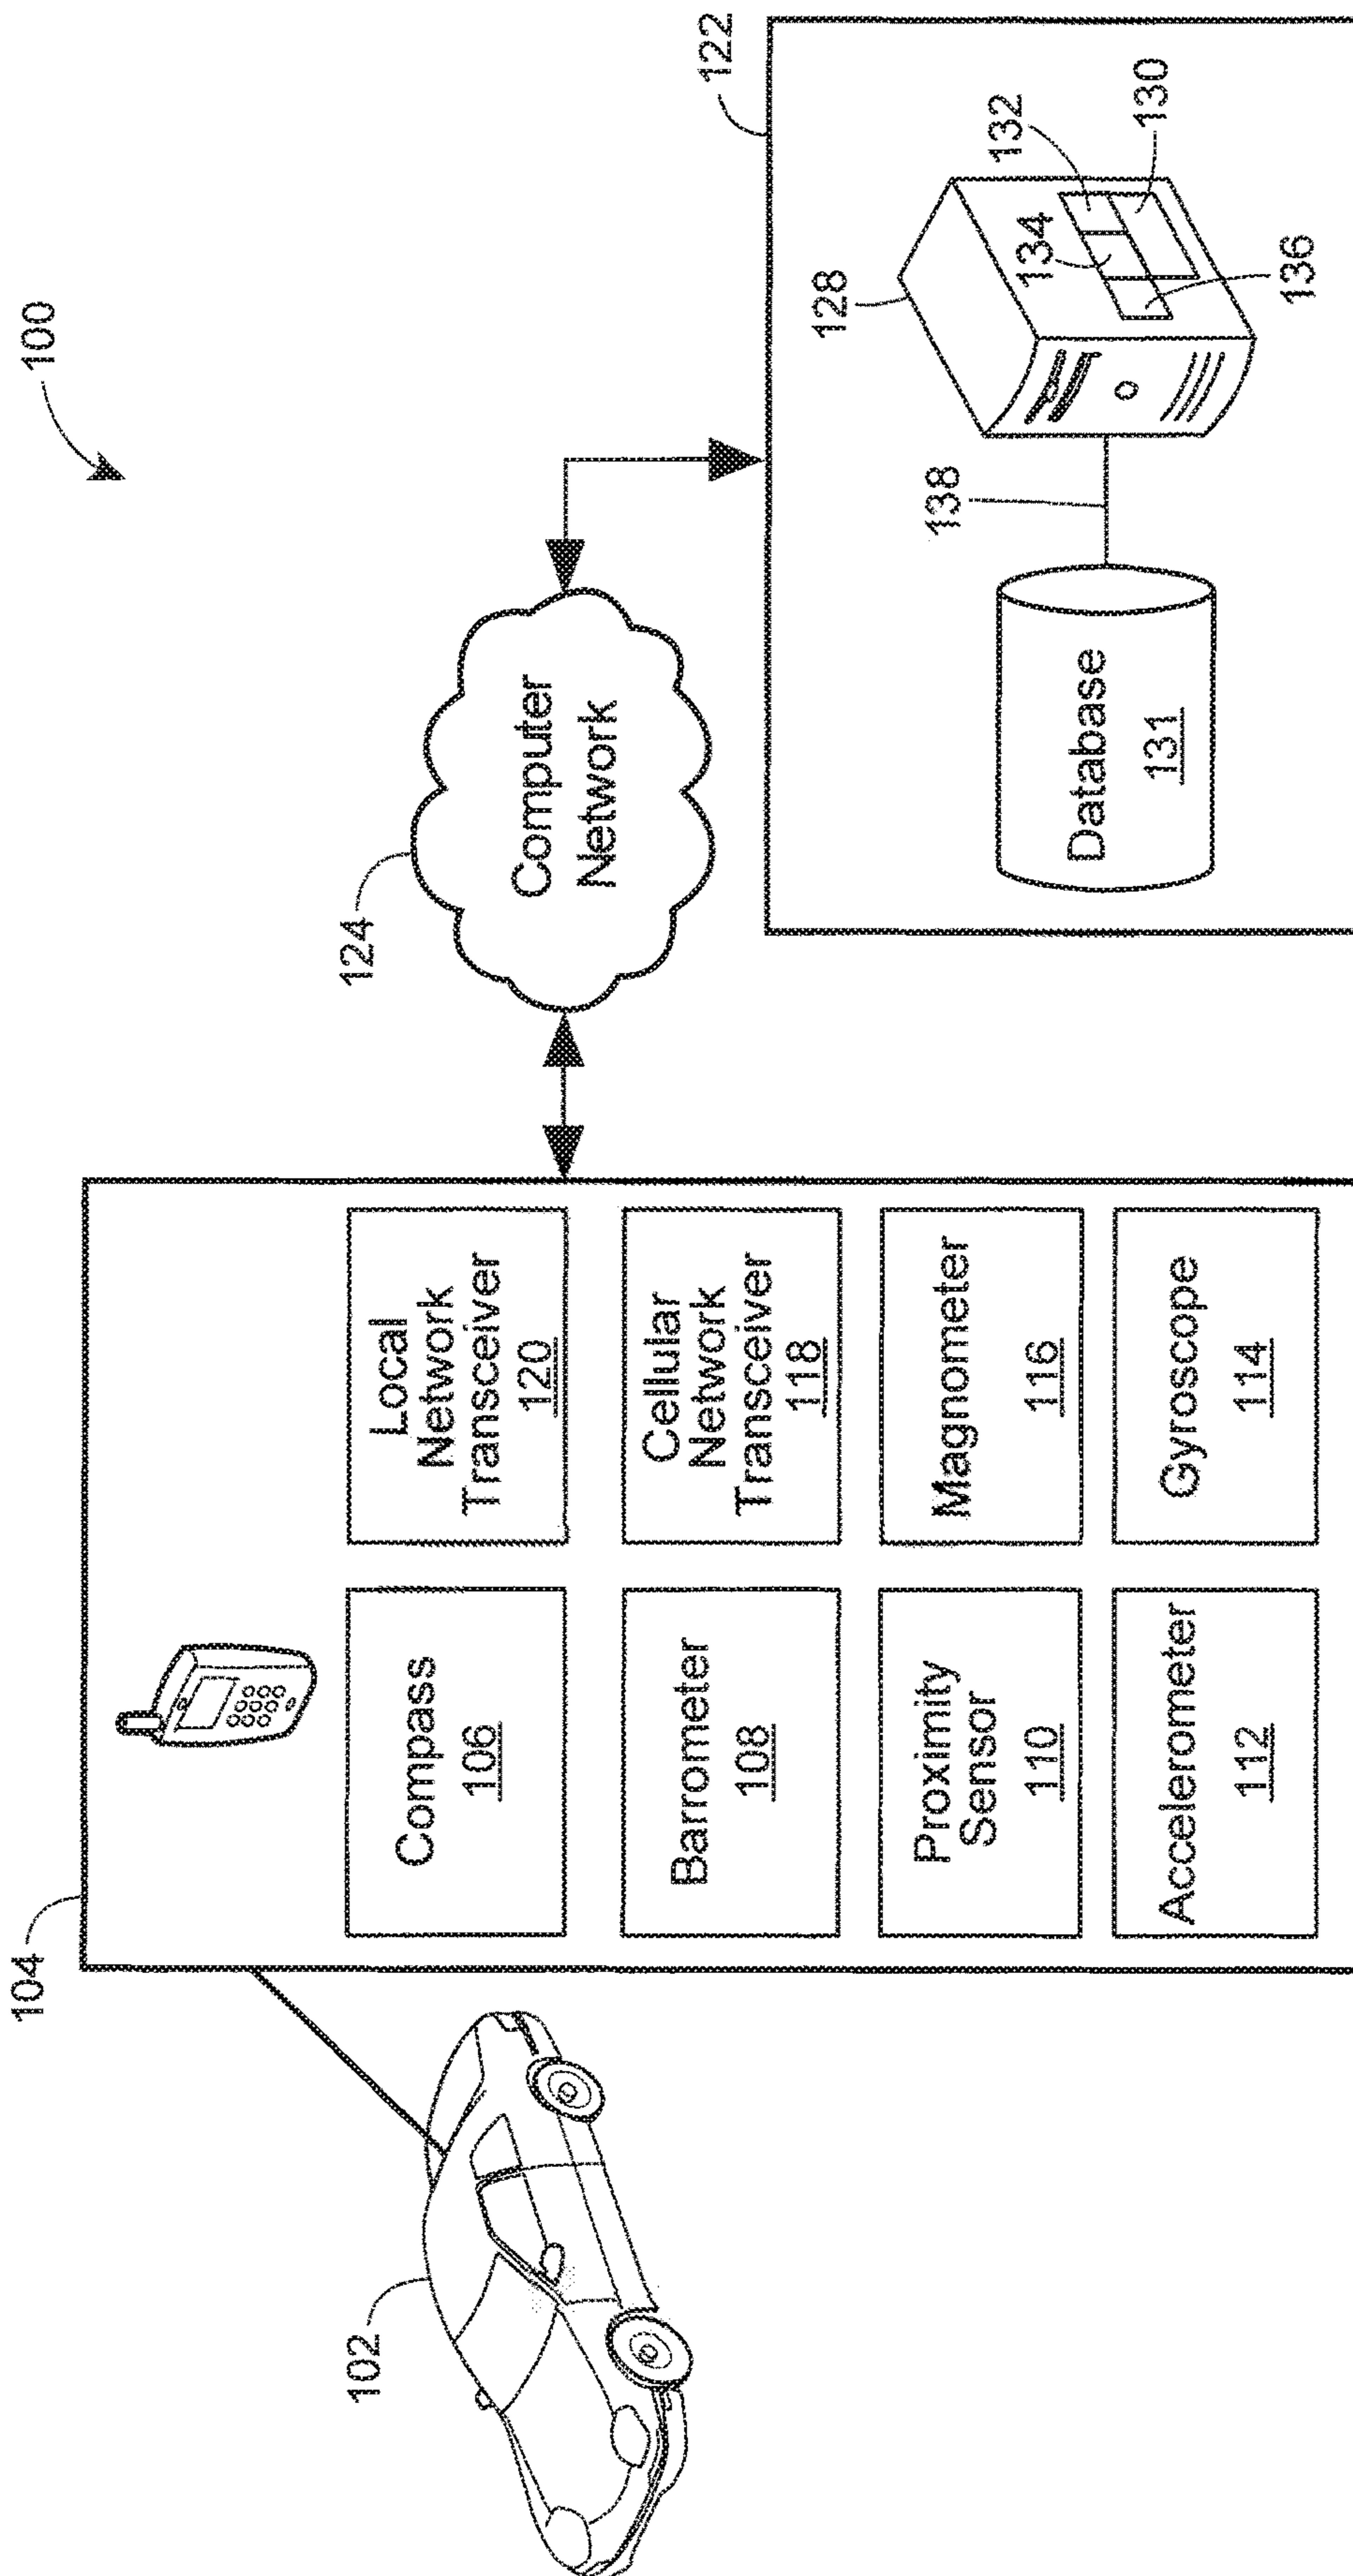 100
104
102
Compass
106
Local
Network
Transceiver
120
Barrometer
108
Cellular
Network
Transceiver
118
Proximity
Sensor
110
Magnometer
116
Accelerometer
112
Gyroscope
114
124
Computer
Network
122
128
134
132
130
136
138
Database
131